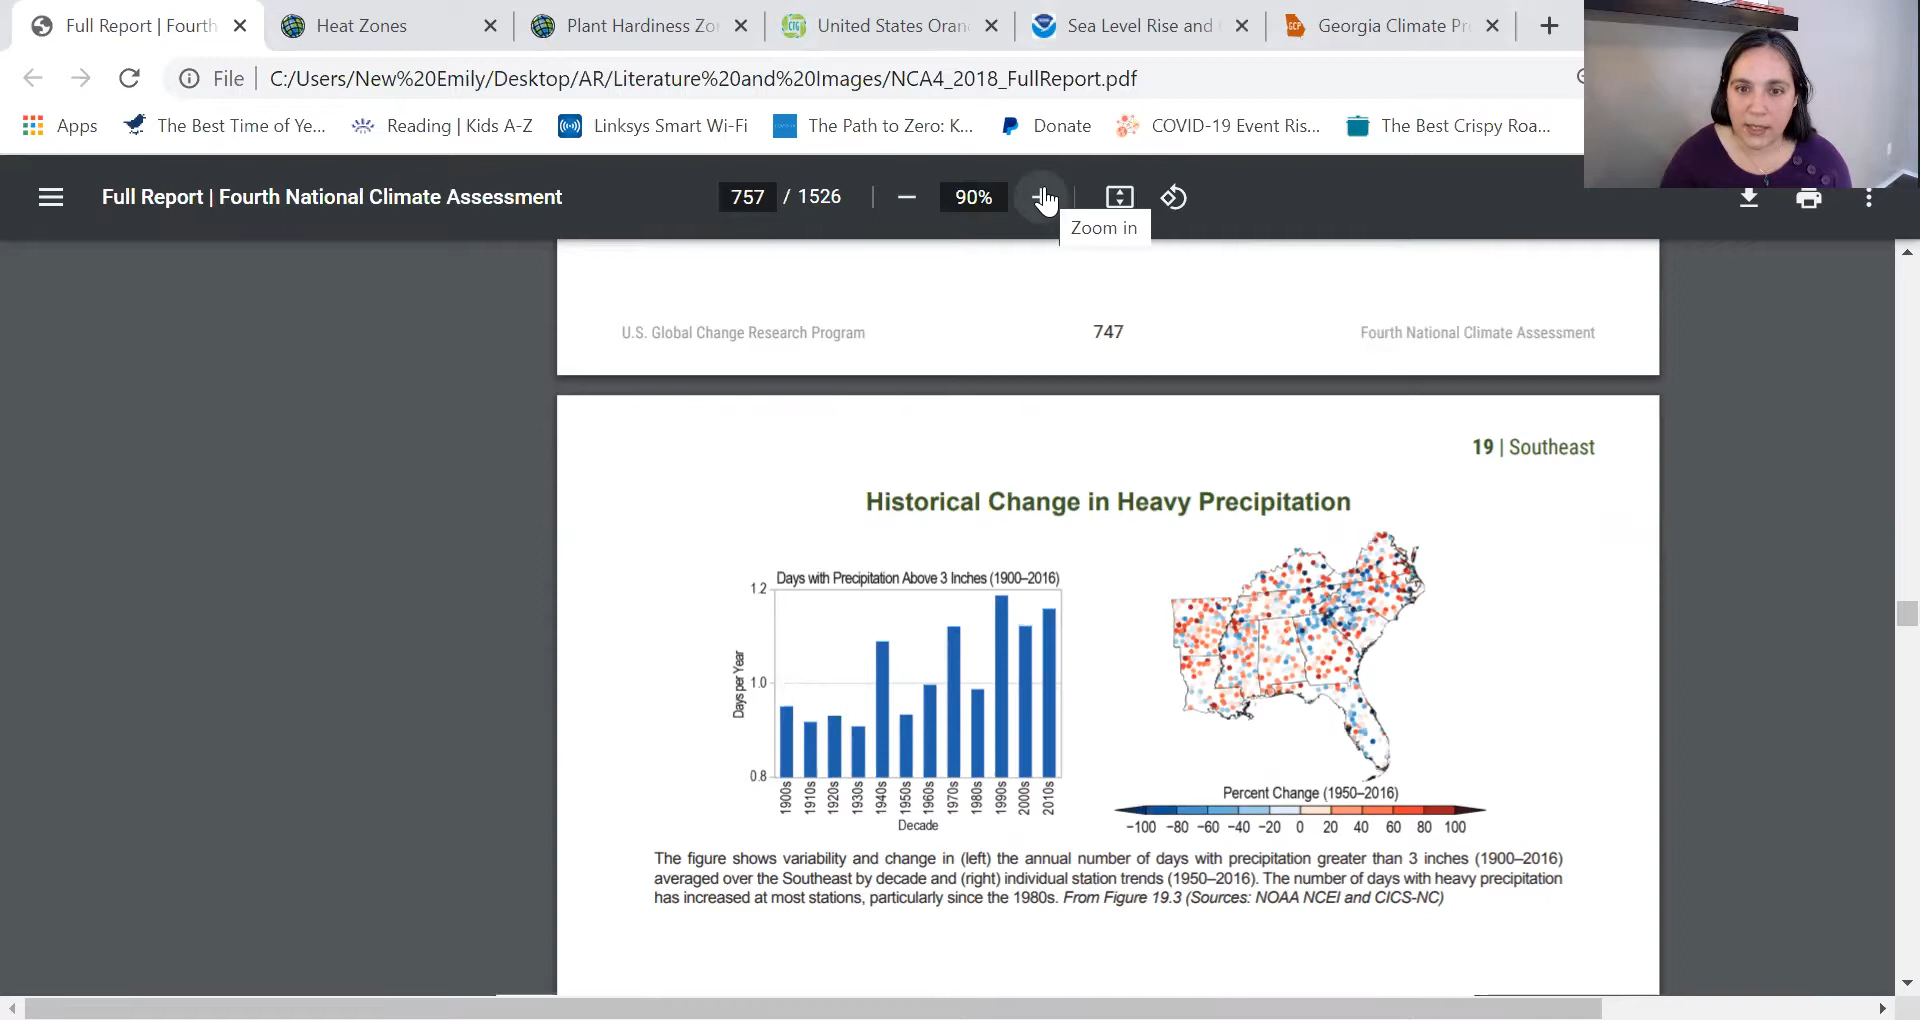 Full Report | Fourth
Heat Zones
Plant Hardiness Zo
United States Oran
Sea Level Rise and
Georgia Climate Pr
File
C:/Users/New%20Emily/Desktop/AR/Literature%20and%20Images/NCA4_2018_FullReport.pdf
Apps
The Best Time of Ye...
Reading | Kids A-Z
Linksys Smart Wi-Fi
The Path to Zero: K...
Donate
COVID-19 Event Ris...
The Best Crispy Roa...
Full Report | Fourth National Climate Assessment
757 / 1526
90%
Zoom in
U.S. Global Change Research Program
747
Fourth National Climate Assessment
19 | Southeast
Historical Change in Heavy Precipitation
Days with Precipitation Above 3 Inches (1900–2016)
1.2
1.0
0.8
Days per Year
1900s
1910s
1920s
1930s
1940s
1950s
1960s
1970s
1980s
1990s
2000s
2010s
Decade
Percent Change (1950–2016)
−100 −80 −60 −40 −20 0 20 40 60 80 100
The figure shows variability and change in (left) the annual number of days with precipitation greater than 3 inches (1900–2016)
averaged over the Southeast by decade and (right) individual station trends (1950–2016). The number of days with heavy precipitation
has increased at most stations, particularly since the 1980s. From Figure 19.3 (Sources: NOAA NCEI and CICS-NC)